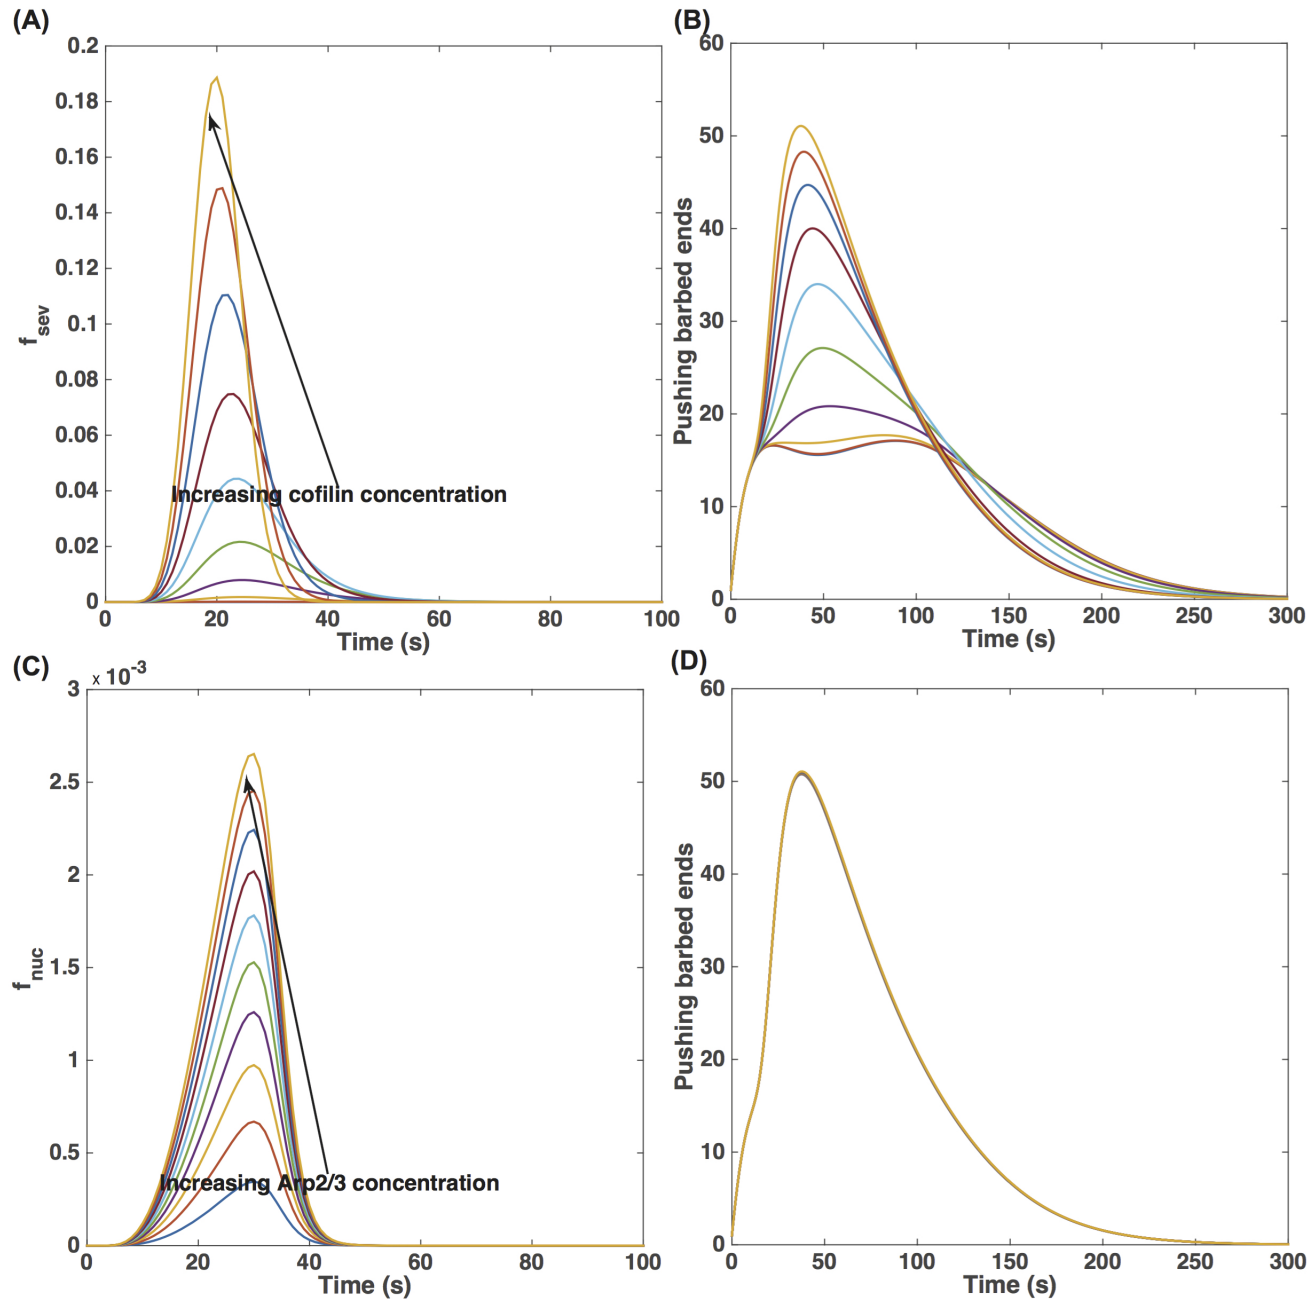 (A)
0.2
0.18
0.16
0.14
0.12
0.1
0.08
0.06
0.04
0.02
0
f_sev
Increasing cofilin concentration
0 20 40 60 80 100
Time (s)
(B)
60
50
40
30
20
10
0
Pushing barbed ends
0 50 100 150 200 250 300
Time (s)
(C)
× 10^-3
3
2.5
2
1.5
1
0.5
0
f_nuc
Increasing Arp2/3 concentration
0 20 40 60 80 100
Time (s)
(D)
60
50
40
30
20
10
0
Pushing barbed ends
0 50 100 150 200 250 300
Time (s)